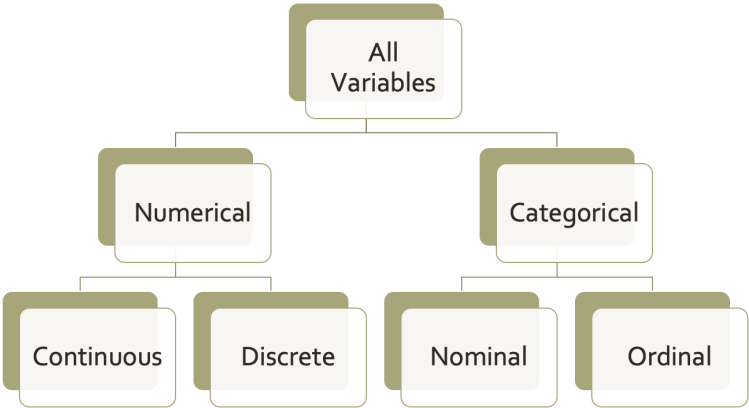 All
Variables
Numerical
Categorical
Continuous
Discrete
Nominal
Ordinal